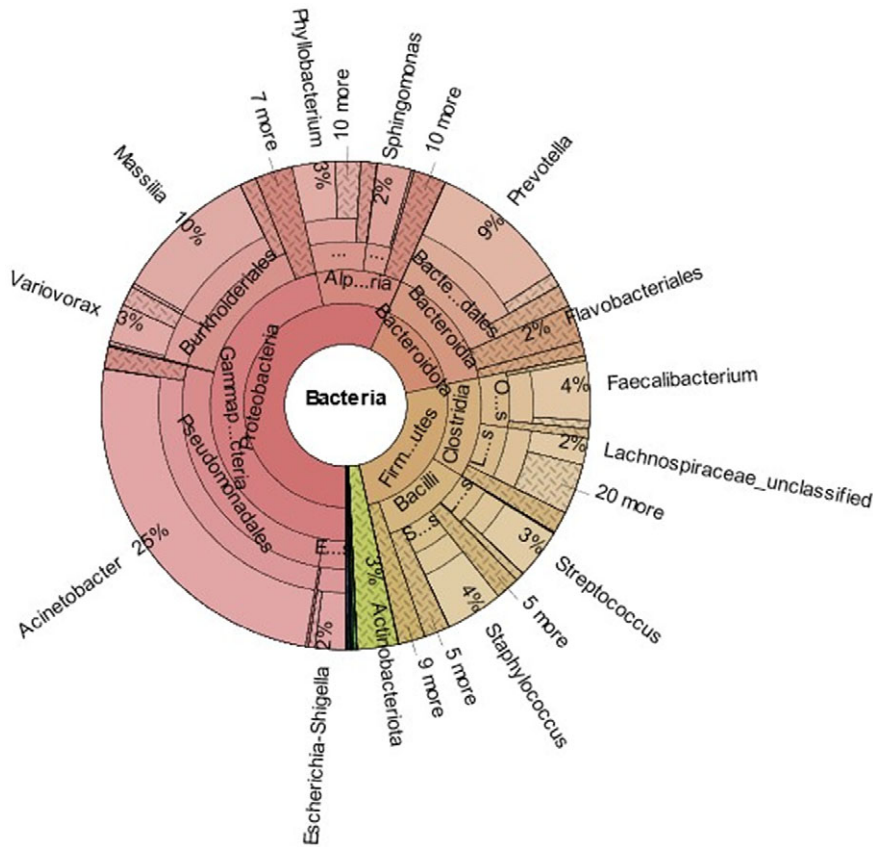 Phyllobacterium
10 more
Sphingomonas
10 more
7 more
Massilia
Prevotella
3%
2%
10%
9%
Variovorax
3%
Flavobacteriales
2%
Burkholderiales
...
...
Alp...ria
Bacte...dales
Bacteroidia
Bacteroidota
Proteobacteria
Gammap...cteria
Pseudomonadales
Bacteria
Firm...utes
Clostridia
Bacilli
O...s
L...s
...s
S...s
E...s
4%
Faecalibacterium
2%
Lachnospiraceae_unclassified
20 more
3%
Streptococcus
5 more
4%
Staphylococcus
5 more
9 more
3%
Actinobacteriota
2%
Escherichia-Shigella
25%
Acinetobacter